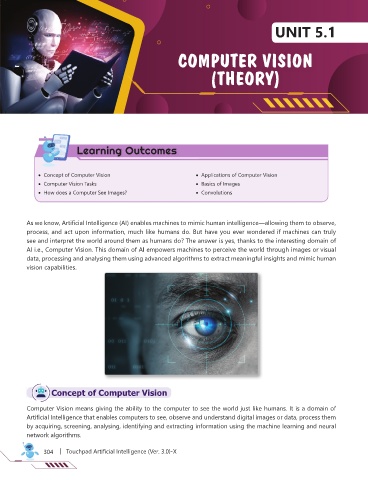 UNIT 5.1
COMPUTER VISION
(THEORY)
Learning Outcomes
• Concept of Computer Vision
• Computer Vision Tasks
• How does a Computer See Images?
• Applications of Computer Vision
• Basics of Images
• Convolutions
As we know, Artificial Intelligence (AI) enables machines to mimic human intelligence—allowing them to observe,
process, and act upon information, much like humans do. But have you ever wondered if machines can truly
see and interpret the world around them as humans do? The answer is yes, thanks to the interesting domain of
AI i.e., Computer Vision. This domain of AI empowers machines to perceive the world through images or visual
data, processing and analysing them using advanced algorithms to extract meaningful insights and mimic human
vision capabilities.
Concept of Computer Vision
Computer Vision means giving the ability to the computer to see the world just like humans. It is a domain of
Artificial Intelligence that enables computers to see, observe and understand digital images or data, process them
by acquiring, screening, analysing, identifying and extracting information using the machine learning and neural
network algorithms.
304 | Touchpad Artificial Intelligence (Ver. 3.0)-X